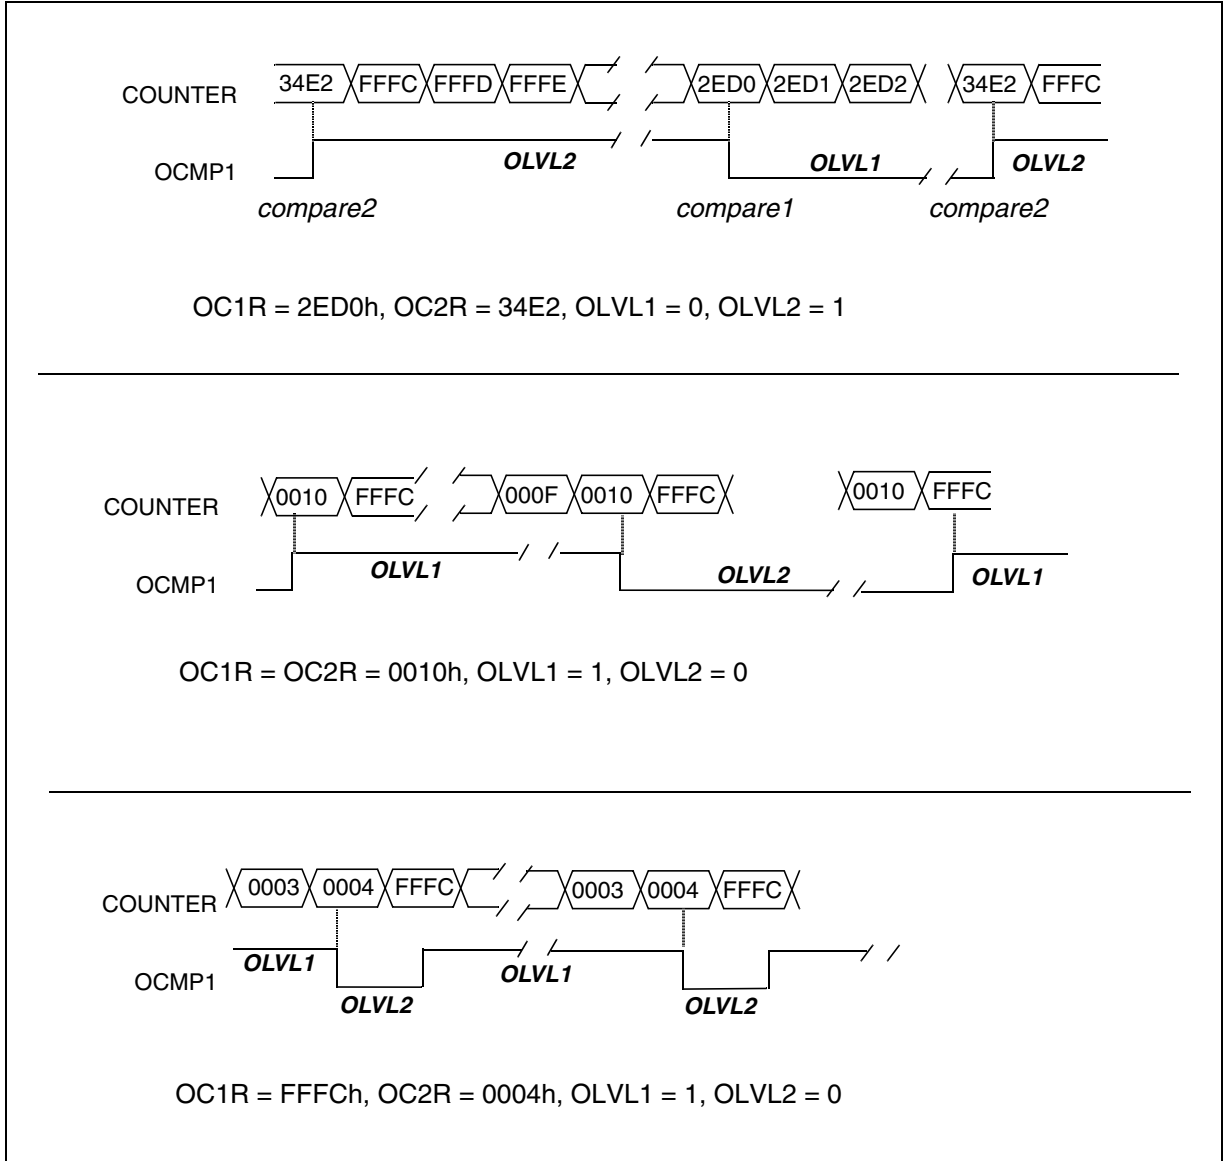 COUNTER 34E2 FFFC FFFD FFFE 2ED0 2ED1 2ED2 34E2 FFFC
OCMP1 OLVL2 OLVL1 OLVL2
compare2 compare1 compare2
OC1R = 2ED0h, OC2R = 34E2, OLVL1 = 0, OLVL2 = 1
COUNTER 0010 FFFC 000F 0010 FFFC 0010 FFFC
OCMP1 OLVL1 OLVL2 OLVL1
OC1R = OC2R = 0010h, OLVL1 = 1, OLVL2 = 0
COUNTER 0003 0004 FFFC 0003 0004 FFFC
OCMP1 OLVL1 OLVL2 OLVL1 OLVL2
OC1R = FFFCh, OC2R = 0004h, OLVL1 = 1, OLVL2 = 0